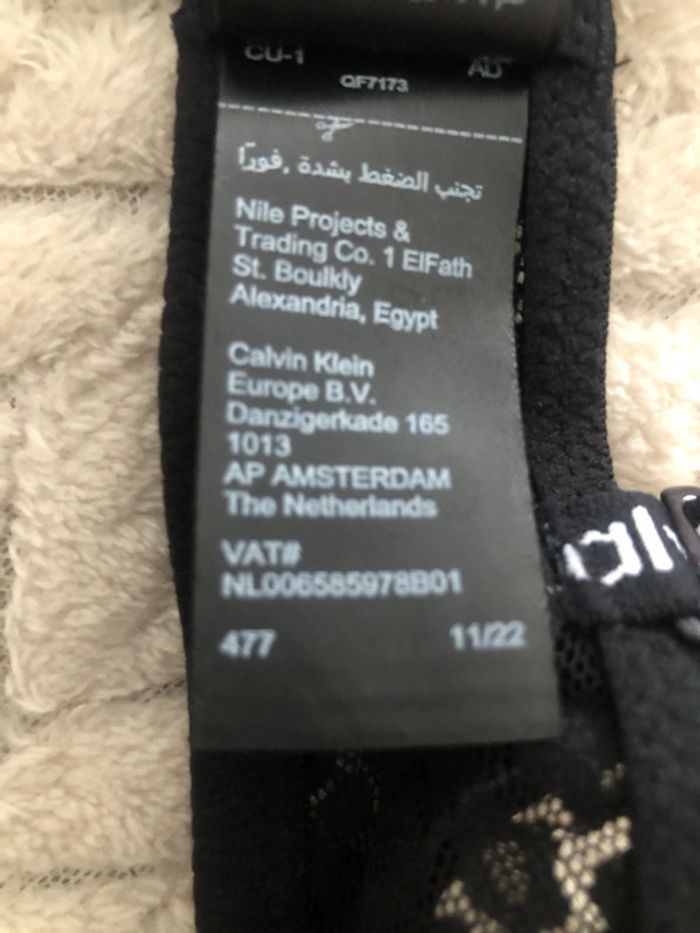 CU-1
AD
QF7173
تجنب الضغط بشدة ,فورًا
Nile Projects &
Trading Co. 1 ElFath
St. Boulkly
Alexandria, Egypt
Calvin Klein
Europe B.V.
Danzigerkade 165
1013
AP AMSTERDAM
The Netherlands
VAT#
NL006585978B01
477
11/22